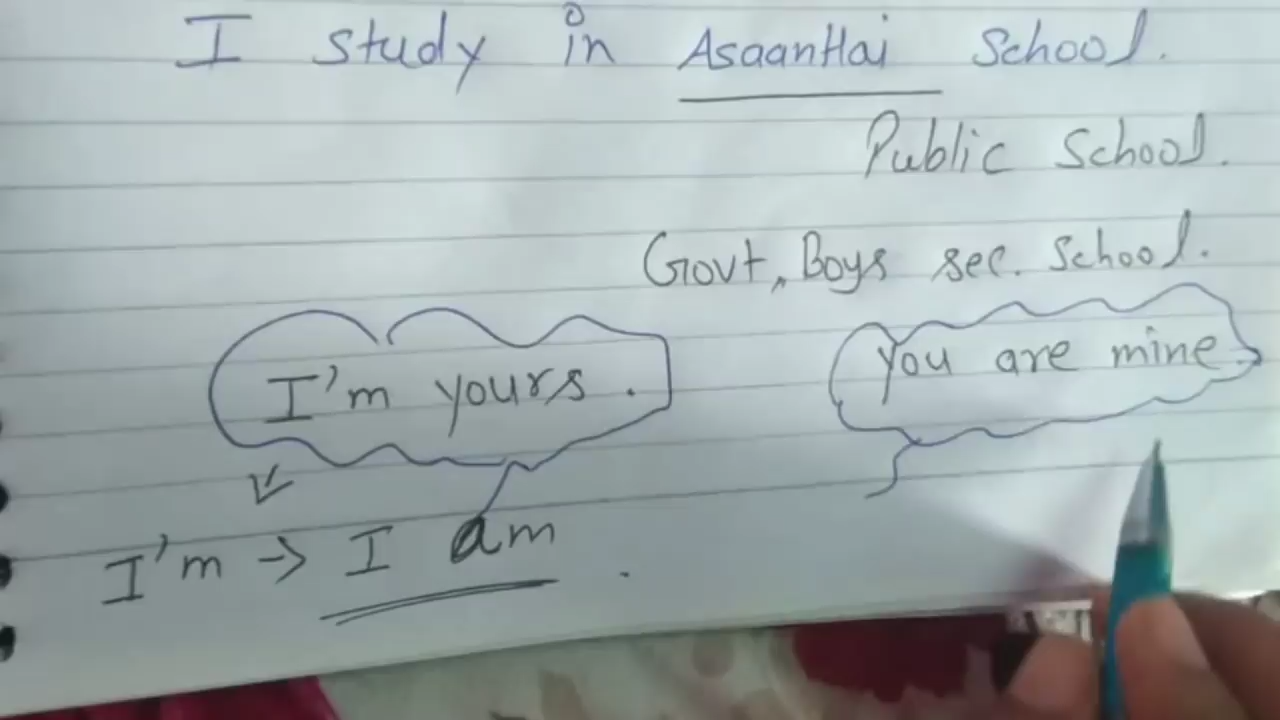 I study in AsaanHai School.
Public School.
Govt, Boys sec. School.
I'm yours.
You are mine.
I'm → I am